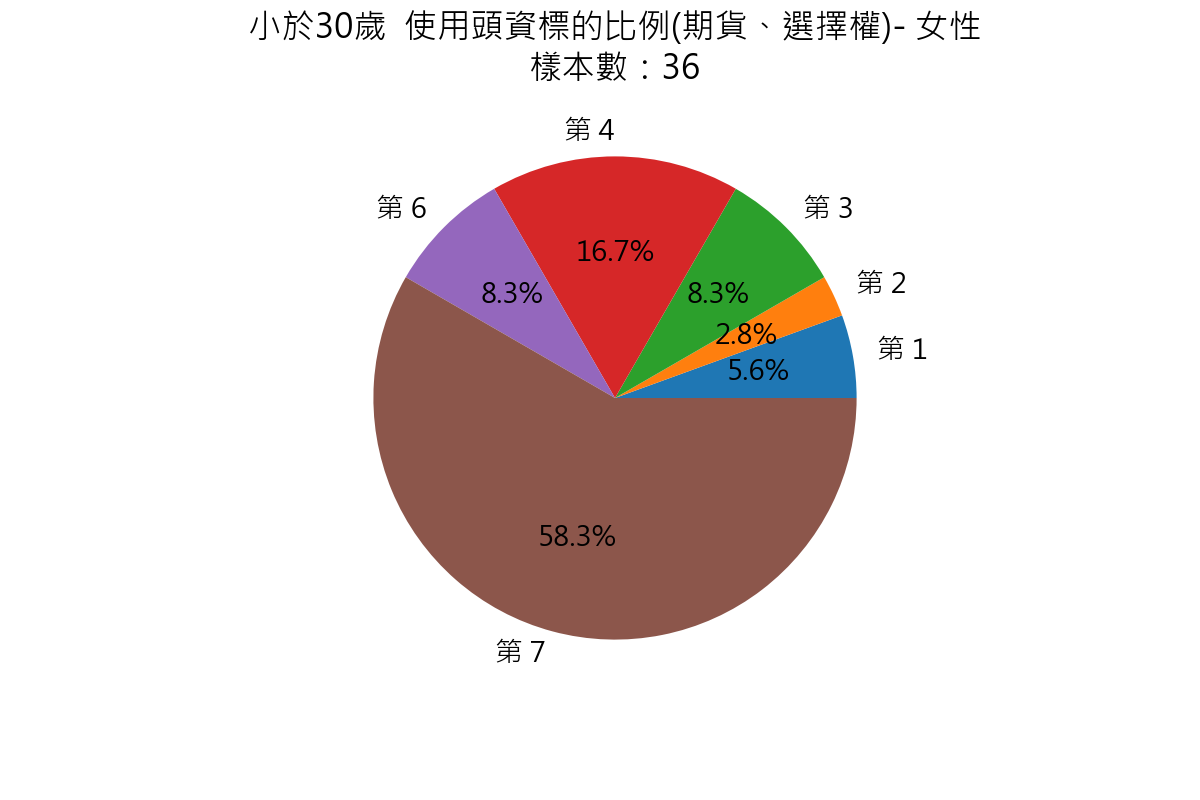 小於30歲 使用頭資標的比例(期貨、選擇權)- 女性
樣本數：36
第 4
第 6
第 3
16.7%
8.3%
8.3%
第 2
2.8%
第 1
5.6%
58.3%
第 7